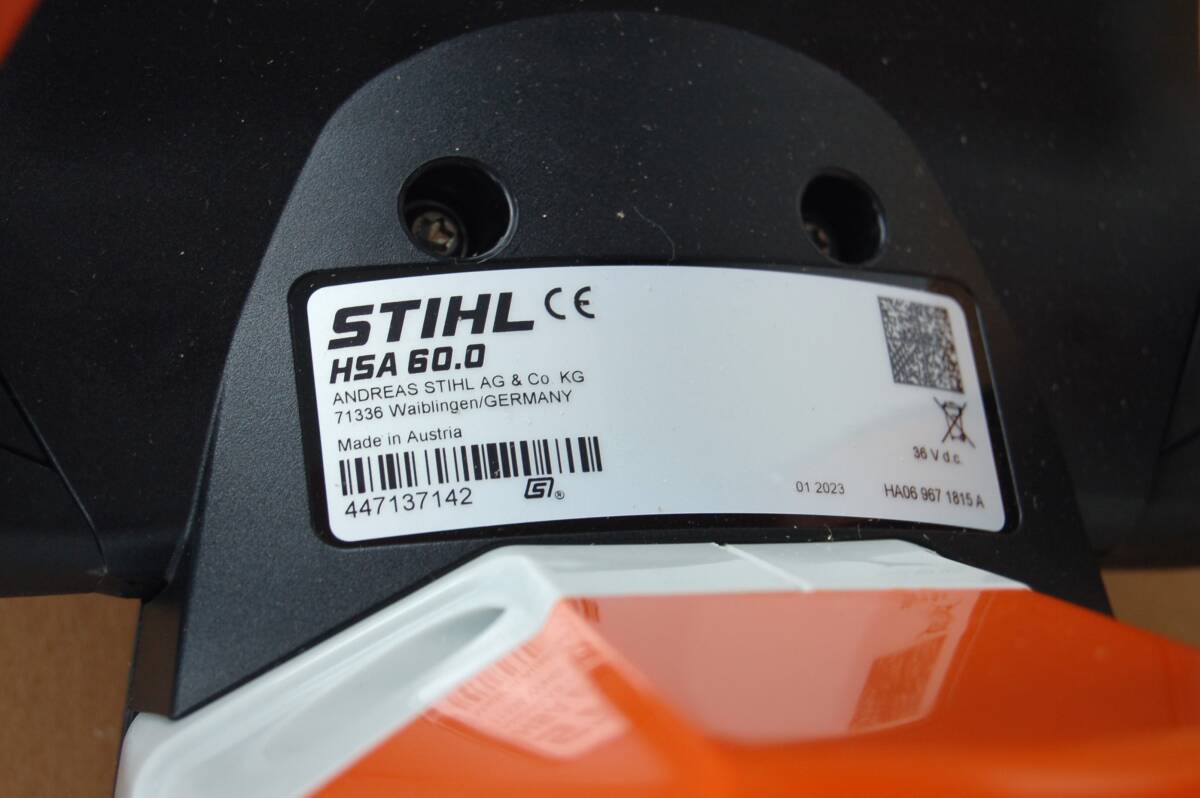 STIHL CE
HSA 60.0
ANDREAS STIHL AG & Co. KG
71336 Waiblingen/GERMANY
Made in Austria
447137142
®
36 V d.c.
01 2023
HA06 967 1815 A